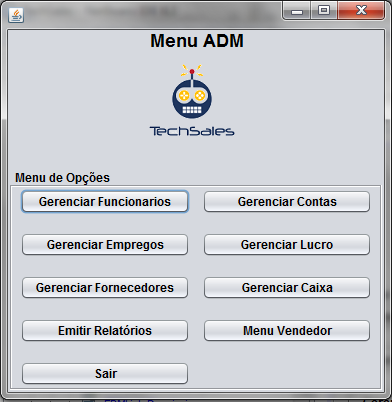 Menu ADM
TechSales
Menu de Opções
Gerenciar Funcionarios
Gerenciar Contas
Gerenciar Empregos
Gerenciar Lucro
Gerenciar Fornecedores
Gerenciar Caixa
Emitir Relatórios
Menu Vendedor
Sair